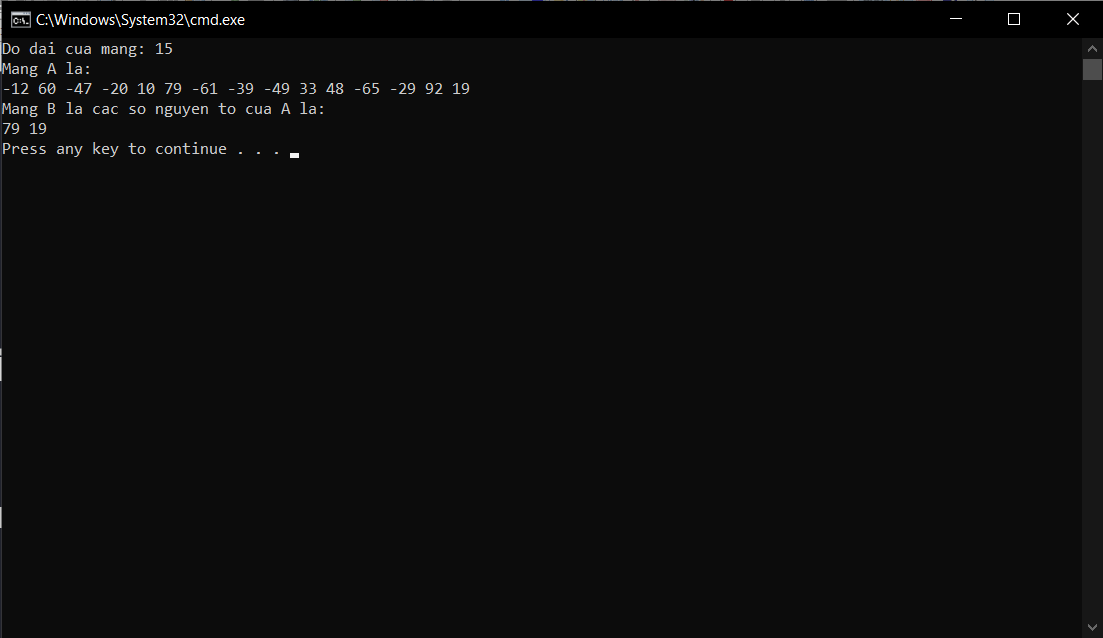 C:\Windows\System32\cmd.exe
Do dai cua mang: 15
Mang A la:
-12 60 -47 -20 10 79 -61 -39 -49 33 48 -65 -29 92 19
Mang B la cac so nguyen to cua A la:
79 19
Press any key to continue . . .